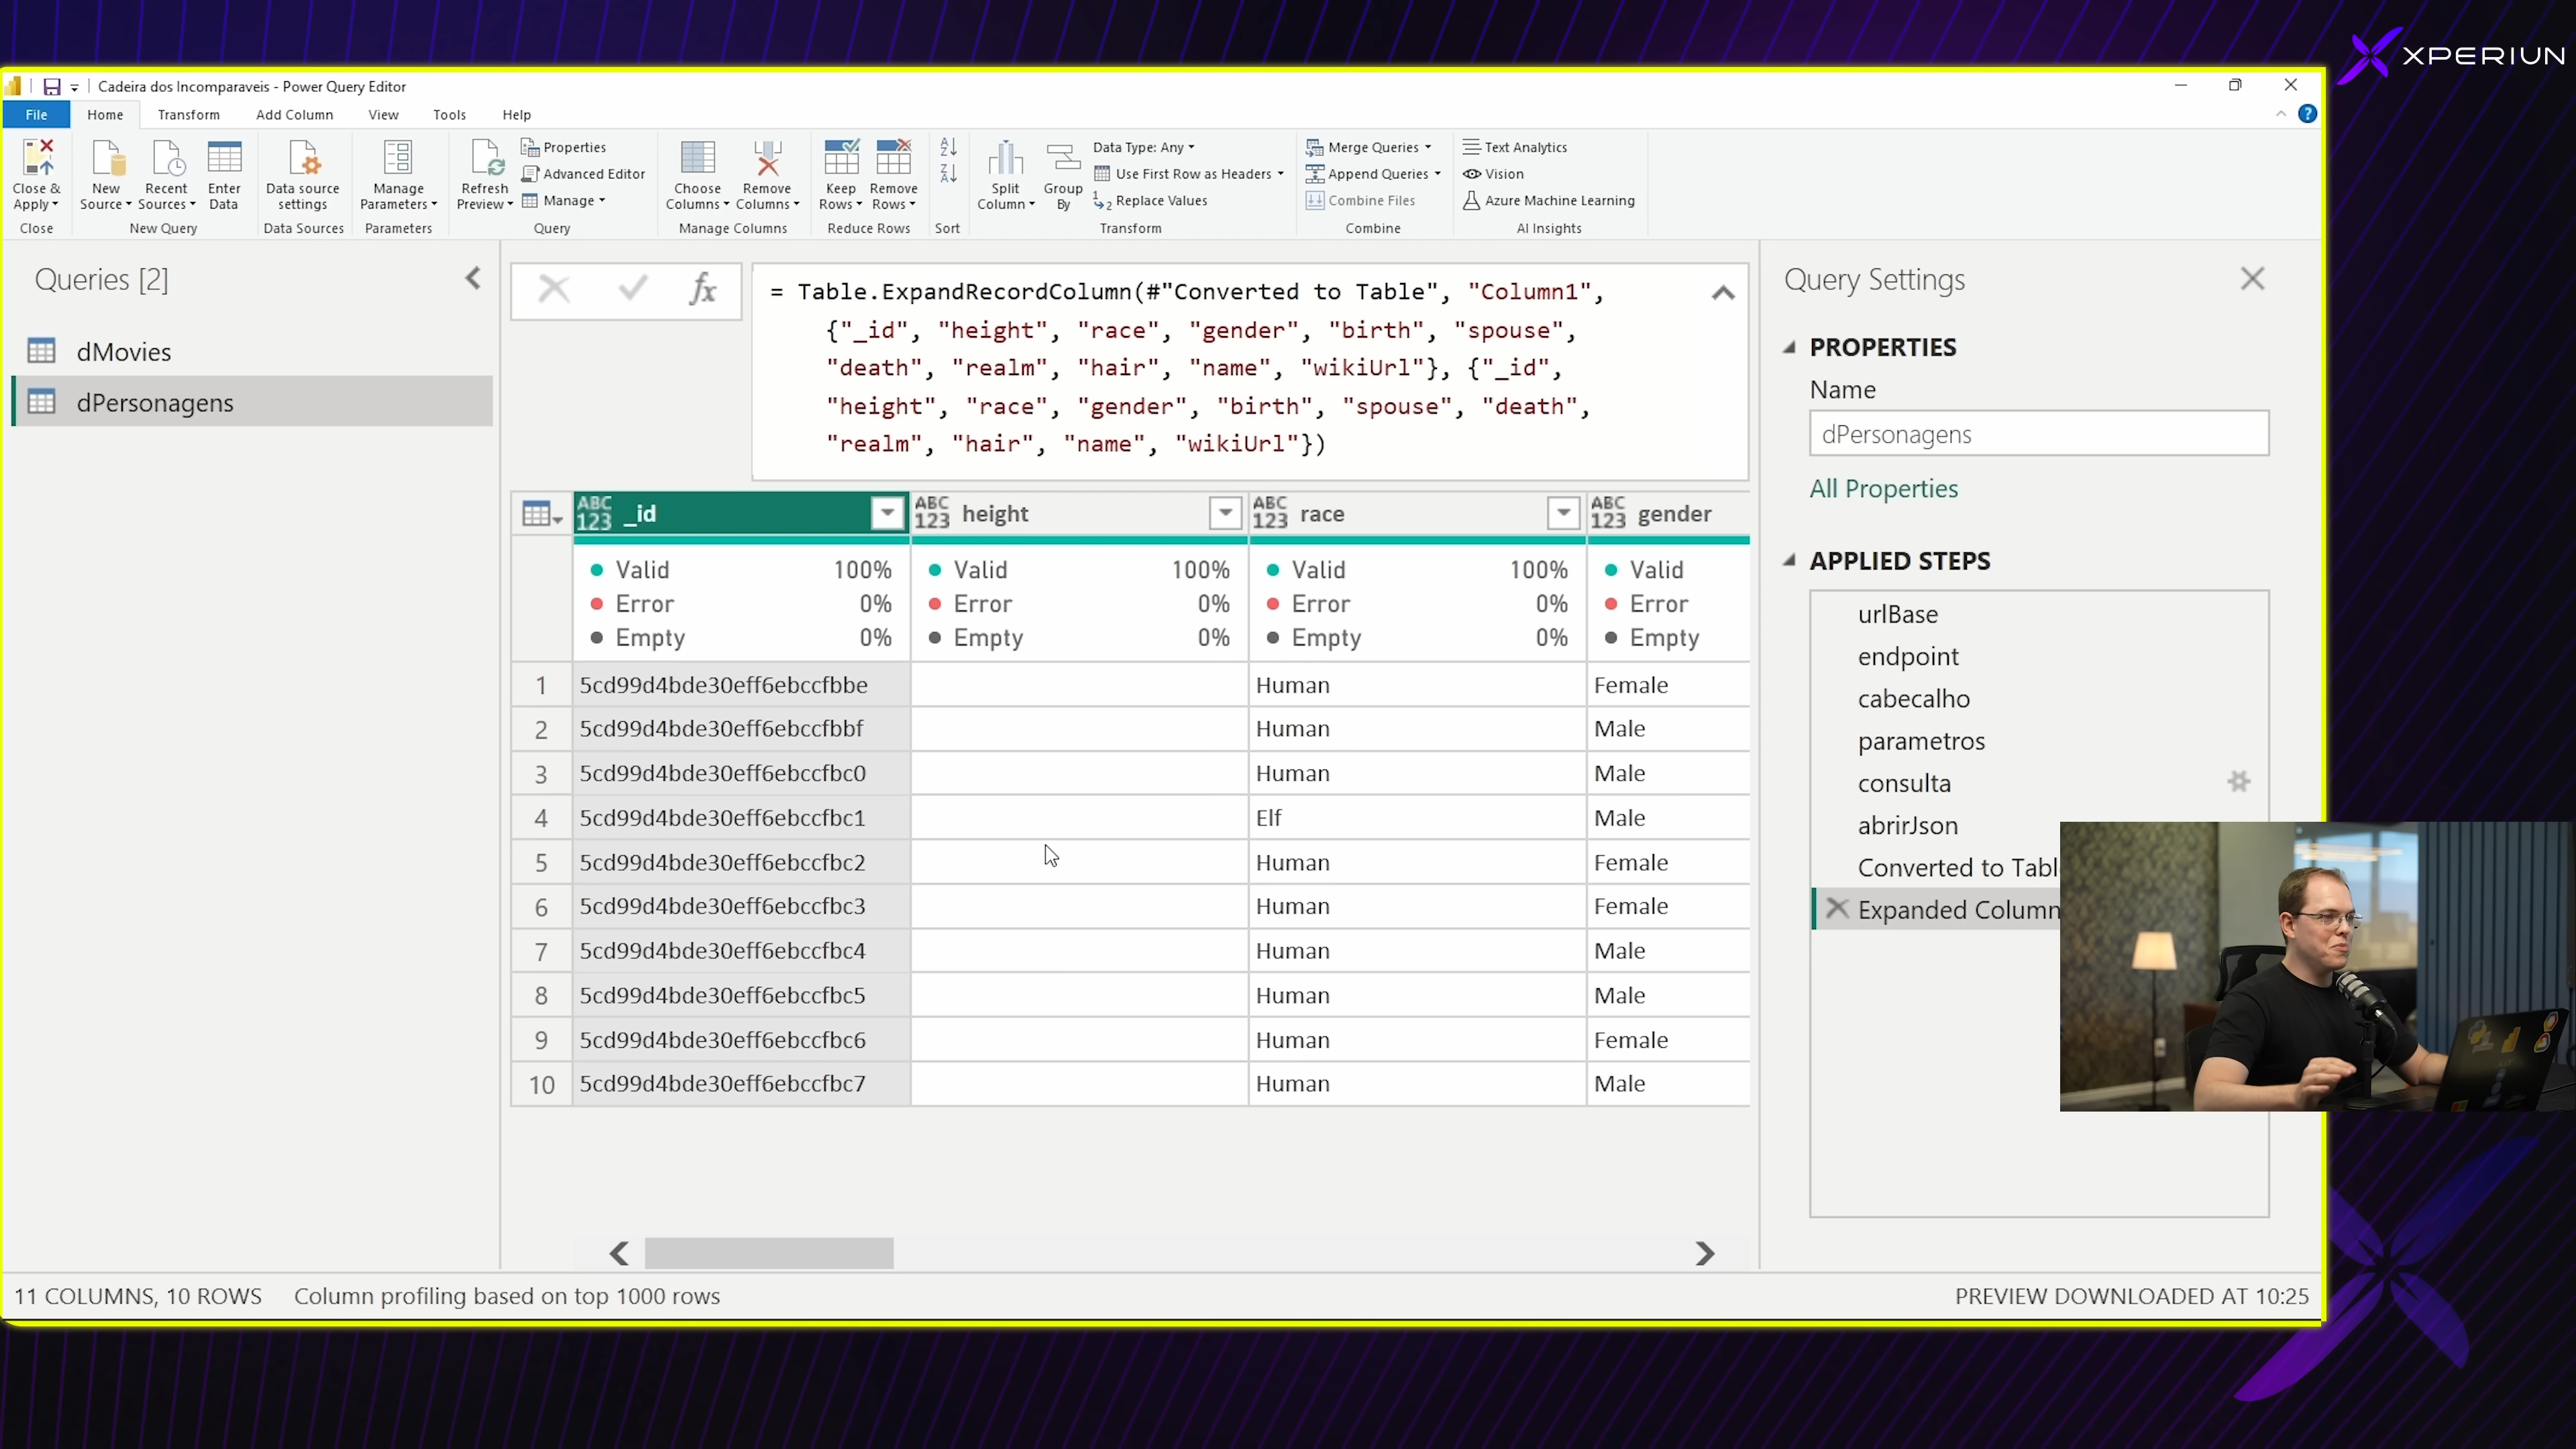 XPERIUN
Cadeira dos Incomparaveis - Power Query Editor
File Home Transform Add Column View Tools Help
Close & Apply
New Source
Recent Sources
Enter Data
Data source settings
Manage Parameters
Refresh Preview
Properties
Advanced Editor
Manage
Choose Columns
Remove Columns
Keep Rows
Remove Rows
Split Column
Group By
Data Type: Any
Use First Row as Headers
Replace Values
Merge Queries
Append Queries
Combine Files
Text Analytics
Vision
Azure Machine Learning
Close New Query Data Sources Parameters Query Manage Columns Reduce Rows Sort Transform Combine AI Insights
Queries [2]
dMovies
dPersonagens
fx
= Table.ExpandRecordColumn(#"Converted to Table", "Column1",
{"_id", "height", "race", "gender", "birth", "spouse",
"death", "realm", "hair", "name", "wikiUrl"}, {"_id",
"height", "race", "gender", "birth", "spouse", "death",
"realm", "hair", "name", "wikiUrl"})
ABC 123 _id ABC 123 height ABC 123 race ABC 123 gender
Valid 100% Valid 100% Valid 100% Valid
Error 0% Error 0% Error 0% Error
Empty 0% Empty 0% Empty 0% Empty
1 5cd99d4bde30eff6ebccfbbe Human Female
2 5cd99d4bde30eff6ebccfbbf Human Male
3 5cd99d4bde30eff6ebccfbc0 Human Male
4 5cd99d4bde30eff6ebccfbc1 Elf Male
5 5cd99d4bde30eff6ebccfbc2 Human Female
6 5cd99d4bde30eff6ebccfbc3 Human Female
7 5cd99d4bde30eff6ebccfbc4 Human Male
8 5cd99d4bde30eff6ebccfbc5 Human Male
9 5cd99d4bde30eff6ebccfbc6 Human Female
10 5cd99d4bde30eff6ebccfbc7 Human Male
Query Settings
PROPERTIES
Name
dPersonagens
All Properties
APPLIED STEPS
urlBase
endpoint
cabecalho
parametros
consulta
abrirJson
Converted to Tabl
Expanded Column
11 COLUMNS, 10 ROWS Column profiling based on top 1000 rows
PREVIEW DOWNLOADED AT 10:25